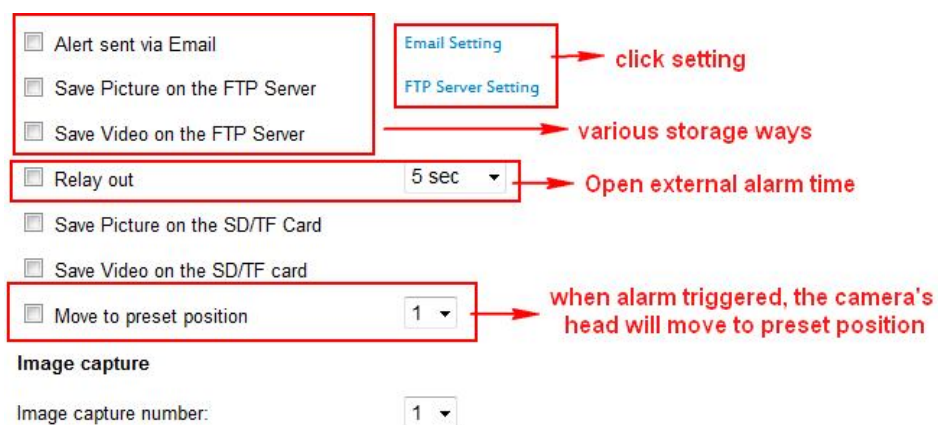 Alert sent via Email
Email Setting
click setting
Save Picture on the FTP Server
FTP Server Setting
Save Video on the FTP Server
various storage ways
Relay out
5 sec
Open external alarm time
Save Picture on the SD/TF Card
Save Video on the SD/TF card
Move to preset position
1
when alarm triggered, the camera's
head will move to preset position
Image capture
Image capture number:
1